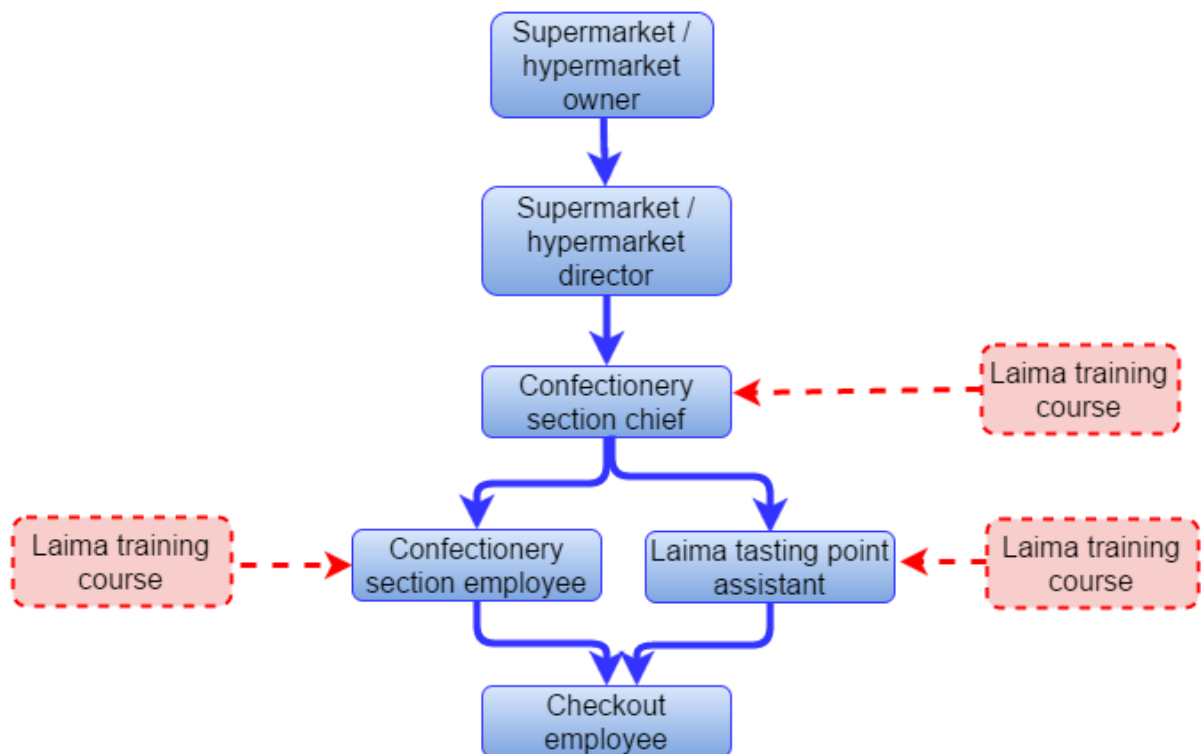 Supermarket /
hypermarket
owner
Supermarket /
hypermarket
director
Confectionery
section chief
Laima training
course
Laima training
course
Confectionery
section employee
Laima tasting point
assistant
Laima training
course
Checkout
employee